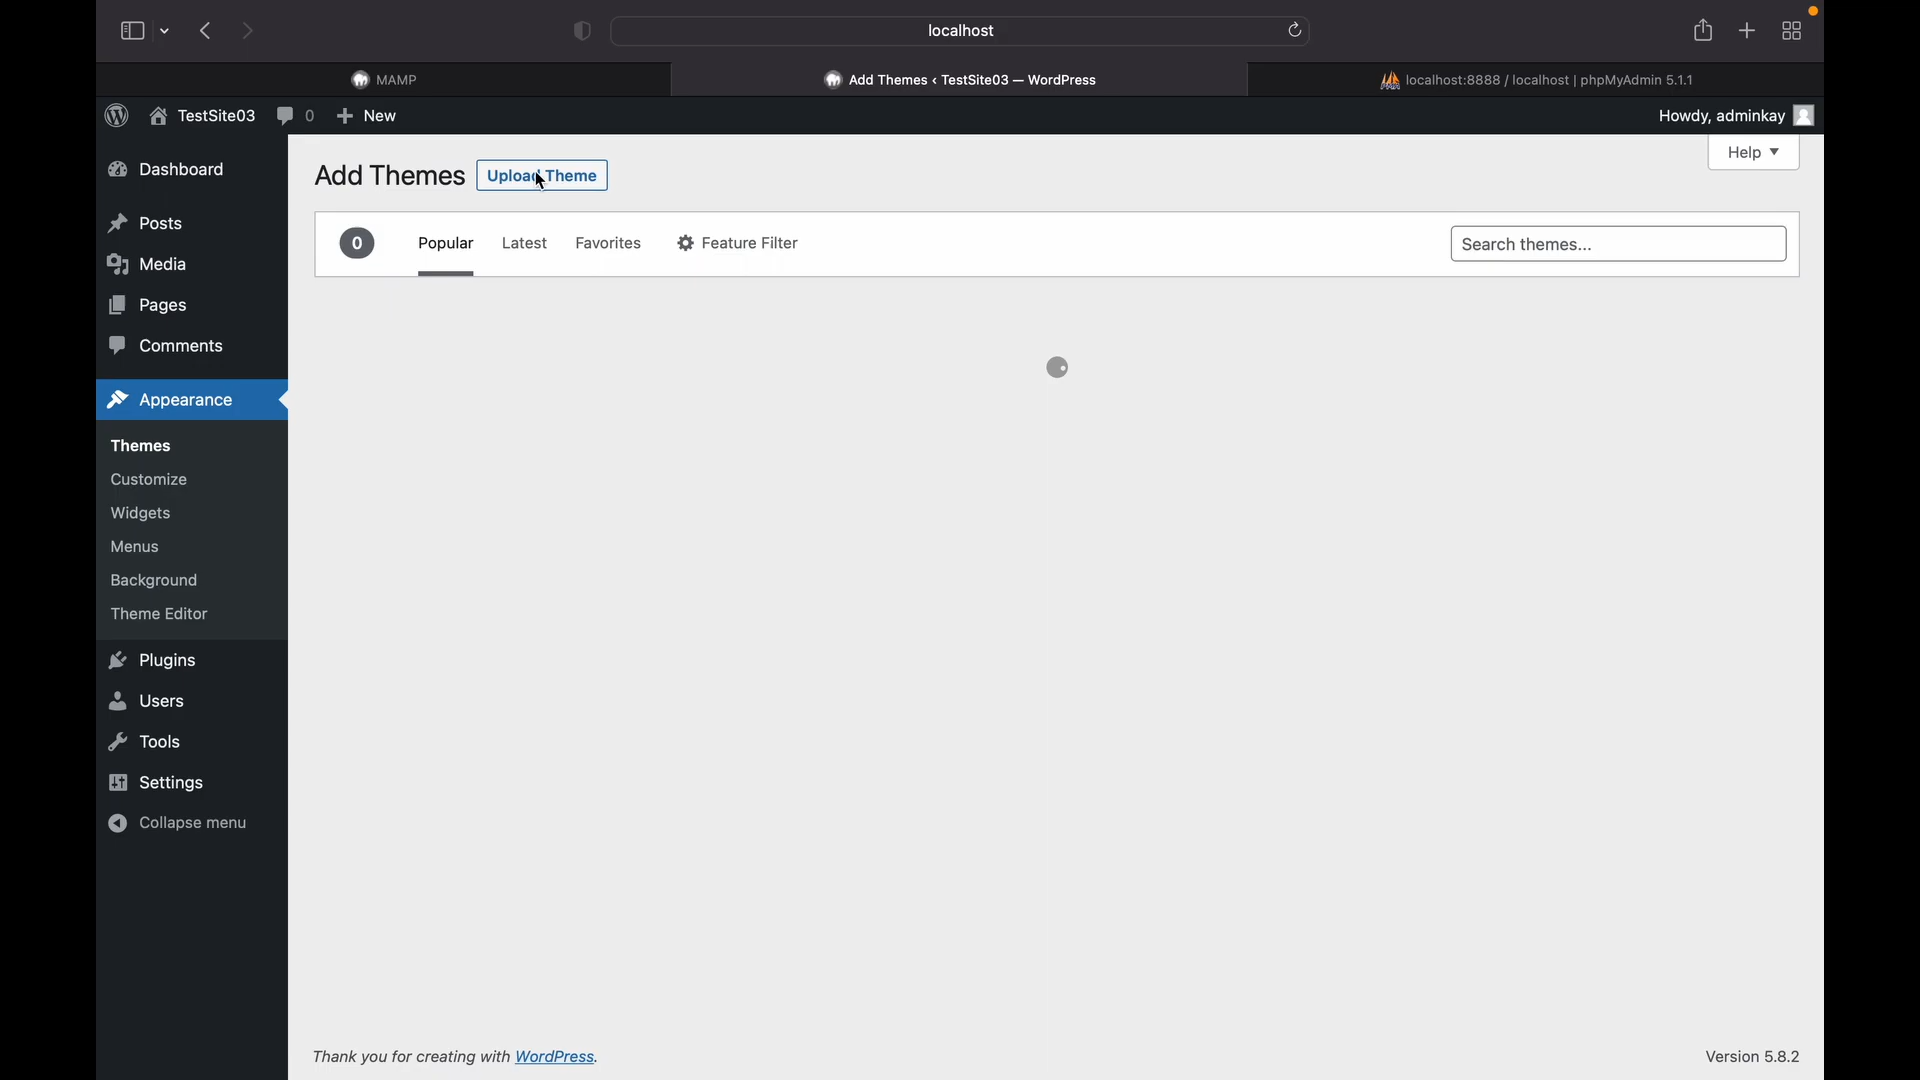 localhost
MAMP
Add Themes ‹ TestSite03 — WordPress
localhost:8888 / localhost | phpMyAdmin 5.1.1
TestSite03
0
New
Howdy, adminkay
Help
Dashboard
Posts
Media
Pages
Comments
Appearance
Themes
Customize
Widgets
Menus
Background
Theme Editor
Plugins
Users
Tools
Settings
Collapse menu
Add Themes
Upload Theme
0
Popular
Latest
Favorites
Feature Filter
Search themes...
Thank you for creating with WordPress.
Version 5.8.2